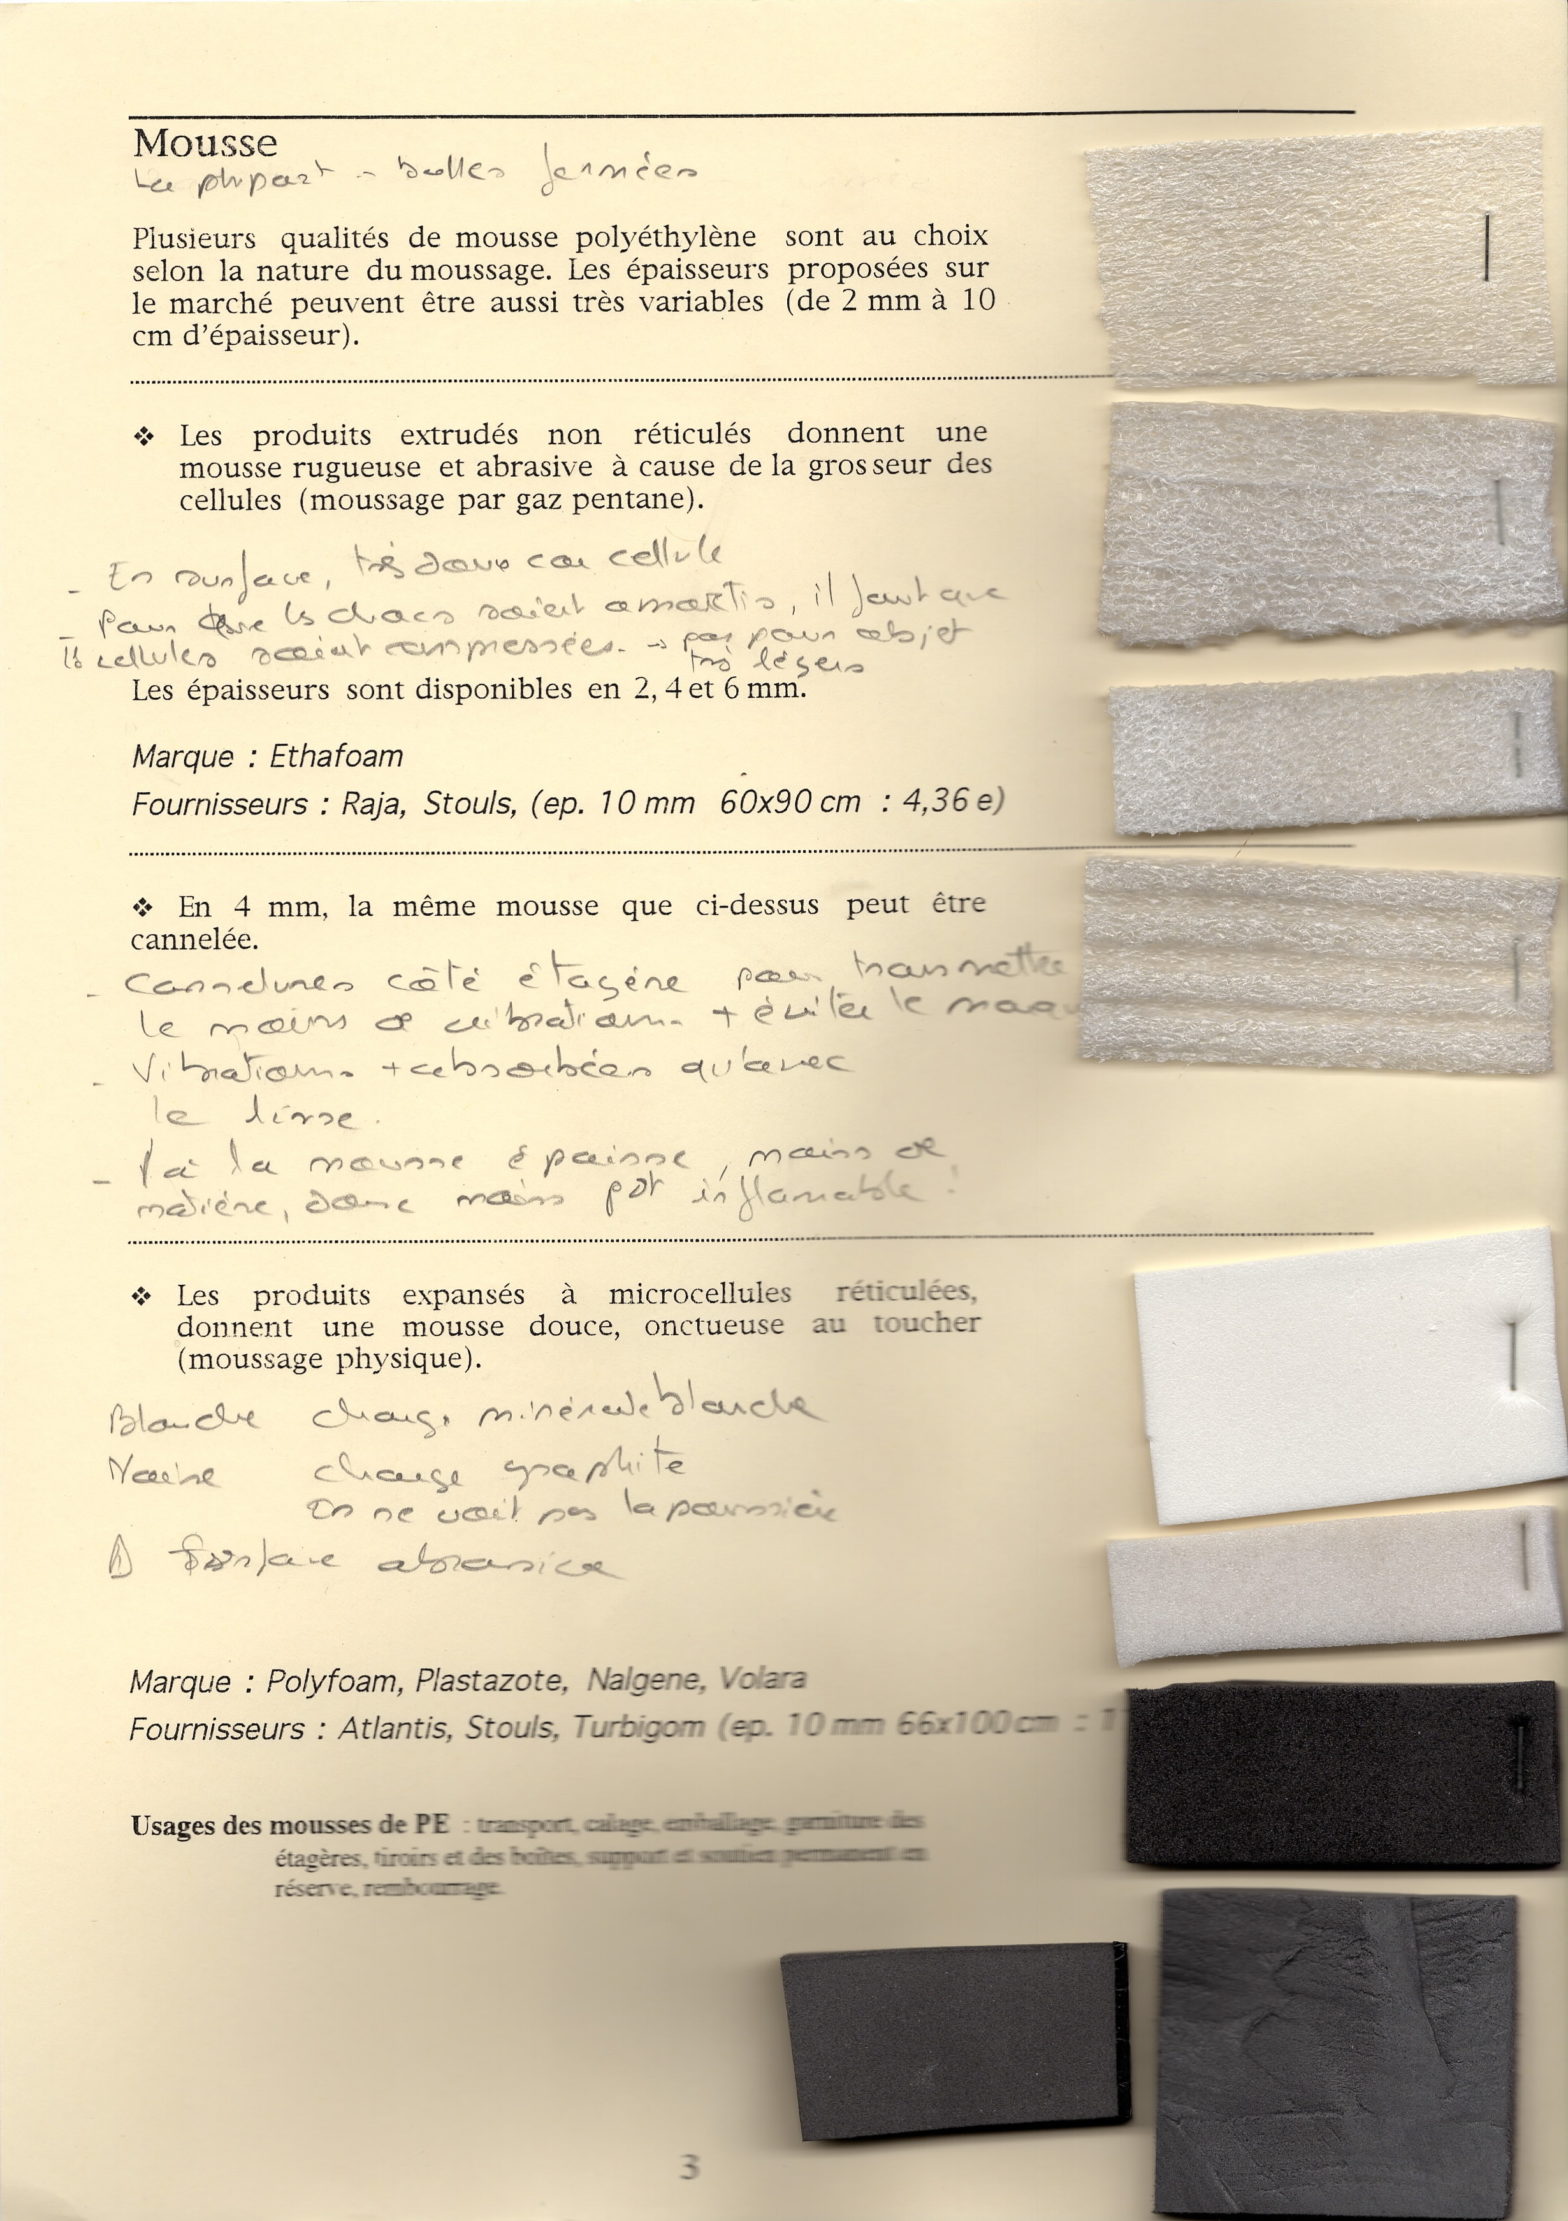 Mousse
La plupart - bulles fermées
Plusieurs qualités de mousse polyéthylène sont au choix
selon la nature du moussage. Les épaisseurs proposées sur
le marché peuvent être aussi très variables (de 2 mm à 10
cm d'épaisseur).
❖ Les produits extrudés non réticulés donnent une
mousse rugueuse et abrasive à cause de la grosseur des
cellules (moussage par gaz pentane).
- En surface, très doux car cellule
- Pour que les chocs soient amortis, il faut que
ls cellules soient compressées. → pas pour objet
très légers
Les épaisseurs sont disponibles en 2, 4 et 6 mm.
Marque : Ethafoam
Fournisseurs : Raja, Stouls, (ep. 10 mm 60x90 cm : 4,36 e)
❖ En 4 mm, la même mousse que ci-dessus peut être
cannelée.
- Cannelures côté étagère pour transmettre
le moins de vibrations + éviter le
- Vibrations + absorbées qu'avec
le lisse.
- la mousse épaisse, moins de
matière, donc moins inflamable !
❖ Les produits expansés à microcellules réticulées,
donnent une mousse douce, onctueuse au toucher
(moussage physique).
Blanche charge minérale blanche
Noire charge graphite
On ne voit pas la poussière
surface abrasive
Marque : Polyfoam, Plastazote, Nalgene, Volara
Fournisseurs : Atlantis, Stouls, Turbigom (ep. 10 mm 66x100 cm : 1
Usages des mousses de PE : transport, calage, emballage, garniture des
étagères, tiroirs et des boîtes, support et soutien permanent en
réserve, rembourrage.
3